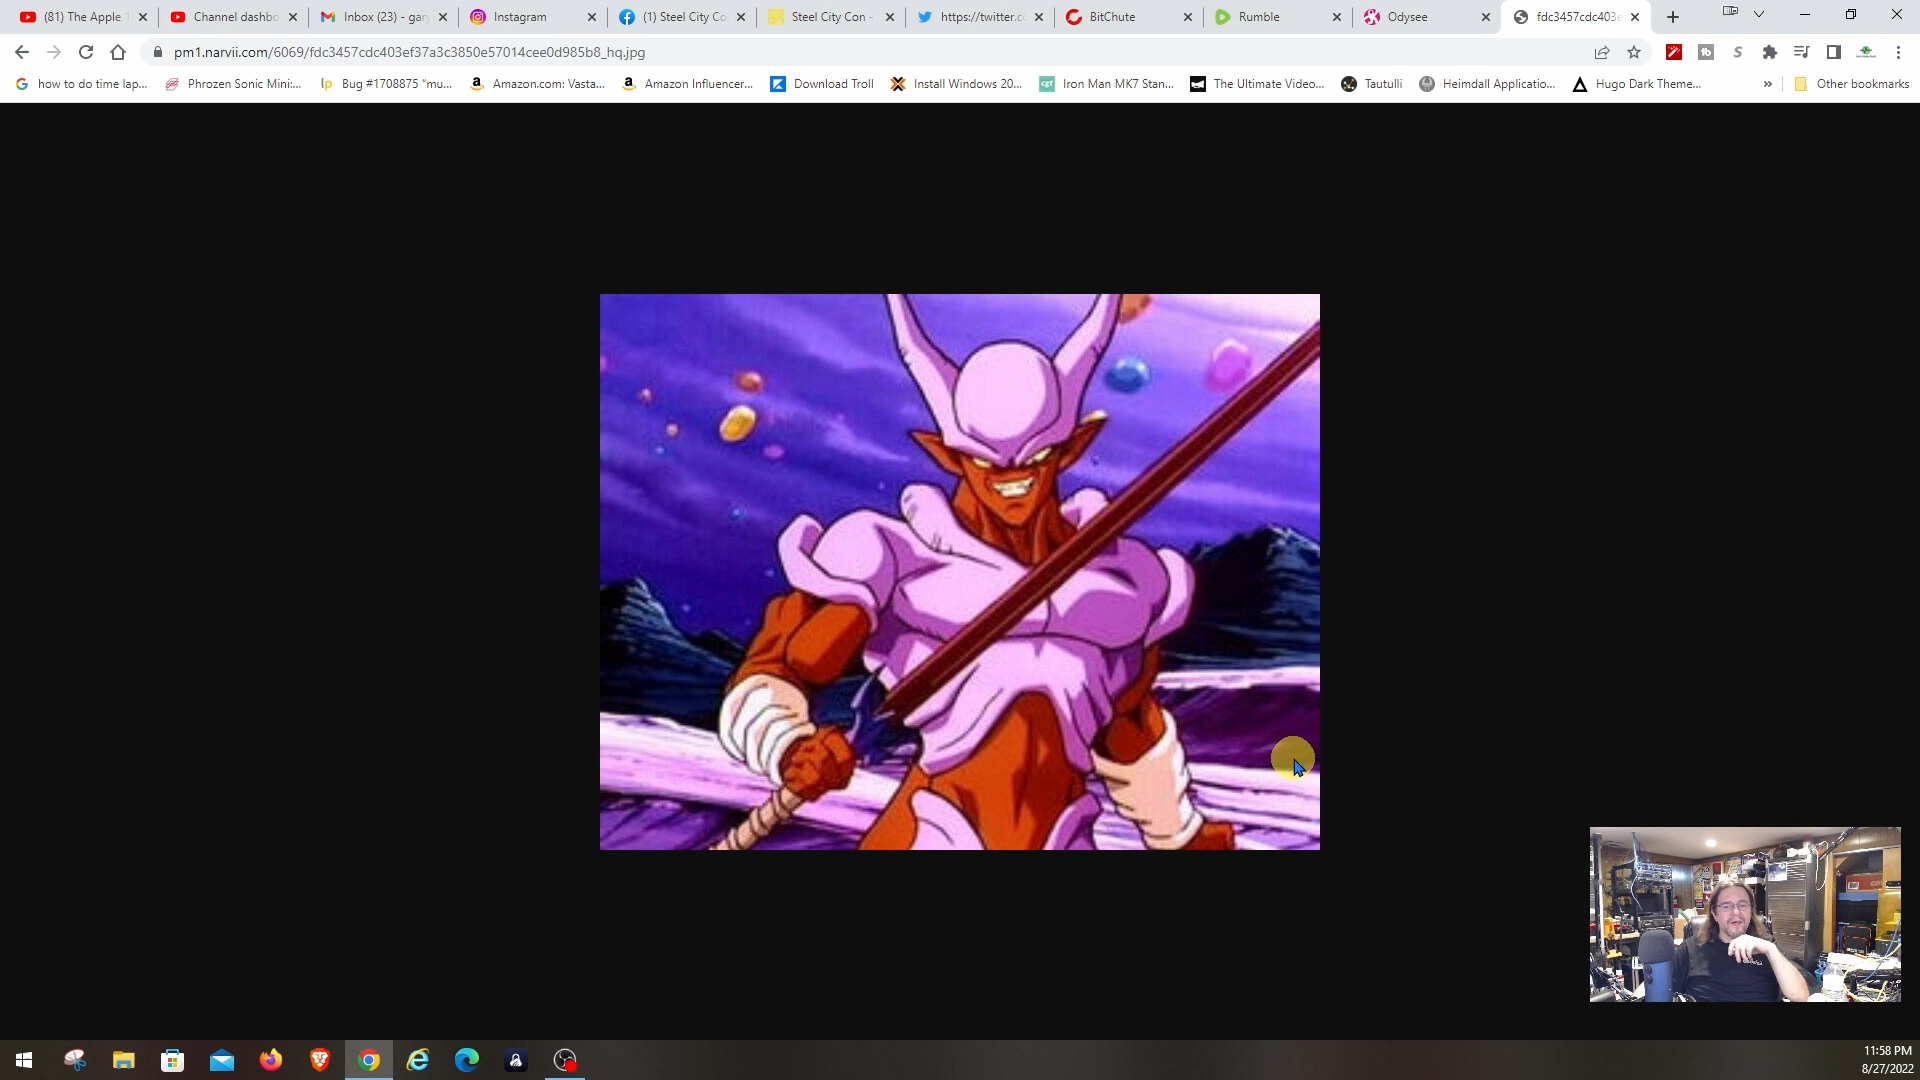 (81) The Apple T
Channel dashbo
Inbox (23) - gar
Instagram
(1) Steel City Co
Steel City Con -
https://twitter.co
BitChute
Rumble
Odysee
fdc3457cdc403e
pm1.narvii.com/6069/fdc3457cdc403ef37a3c3850e57014cee0d985b8_hq.jpg
how to do time lap...
Phrozen Sonic Mini:...
Bug #1708875 "mu...
Amazon.com: Vasta...
Amazon Influencer...
Download Troll
Install Windows 20...
Iron Man MK7 Stan...
The Ultimate Video...
Tautulli
Heimdall Applicatio...
Hugo Dark Theme...
Other bookmarks
11:58 PM
8/27/2022